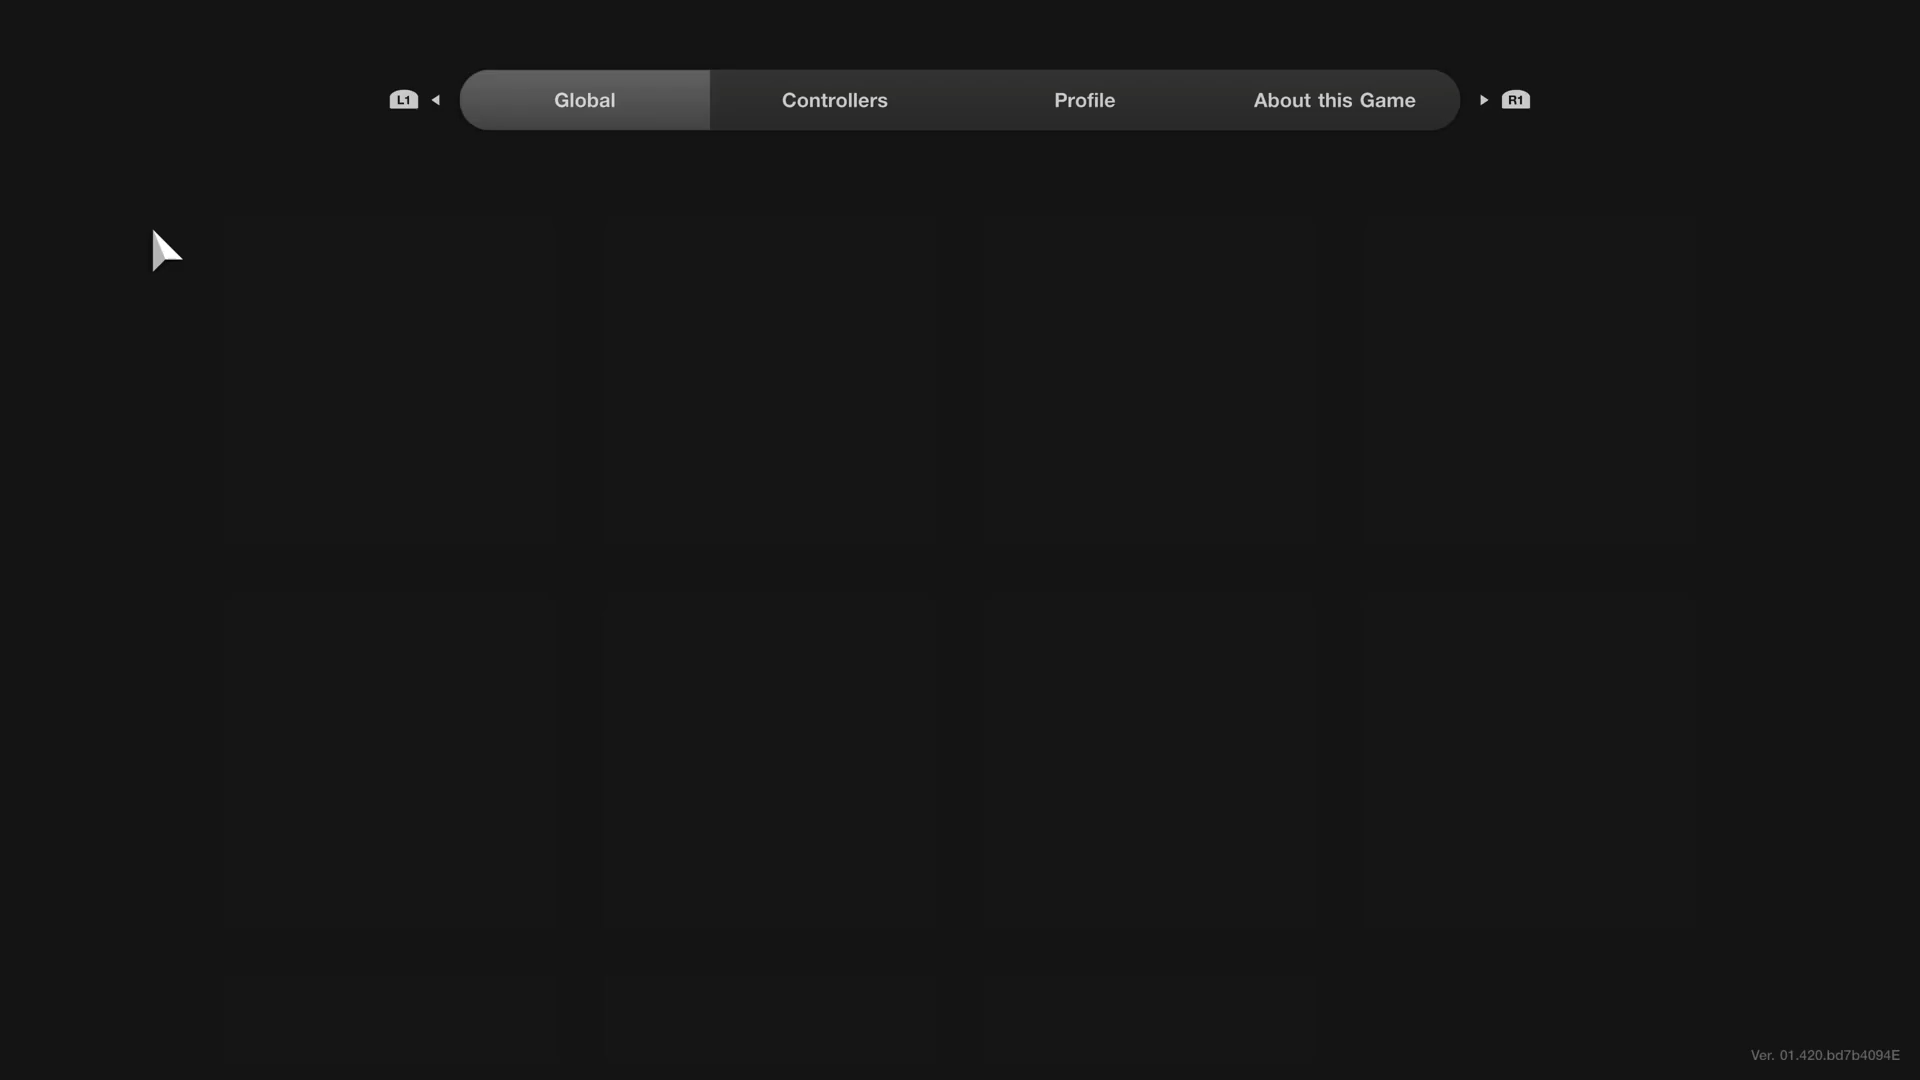 L1 Global Controllers Profile About this Game R1
Ver. 01.420.bd7b4094E